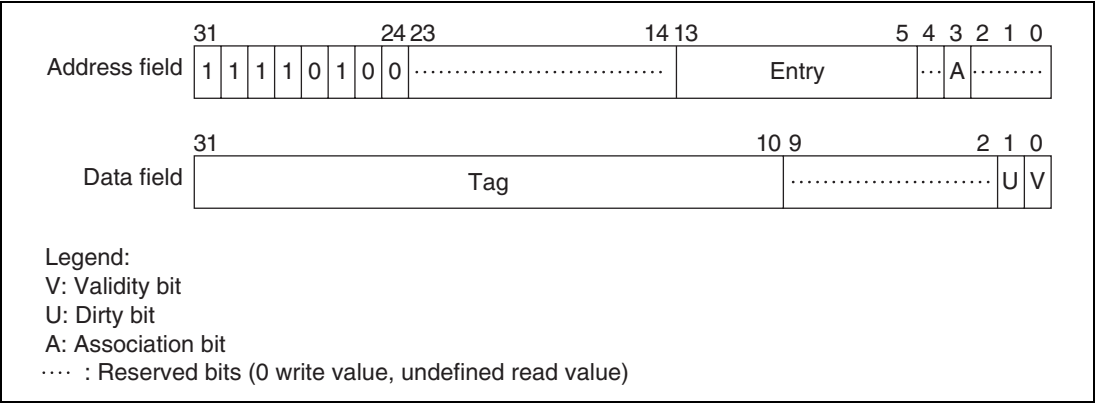 31 24 23 14 13 5 4 3 2 1 0
Address field 1 1 1 1 0 1 0 0 ······························ Entry ··· A ·········
31 10 9 2 1 0
Data field Tag ························· U V
Legend:
V: Validity bit
U: Dirty bit
A: Association bit
···· : Reserved bits (0 write value, undefined read value)